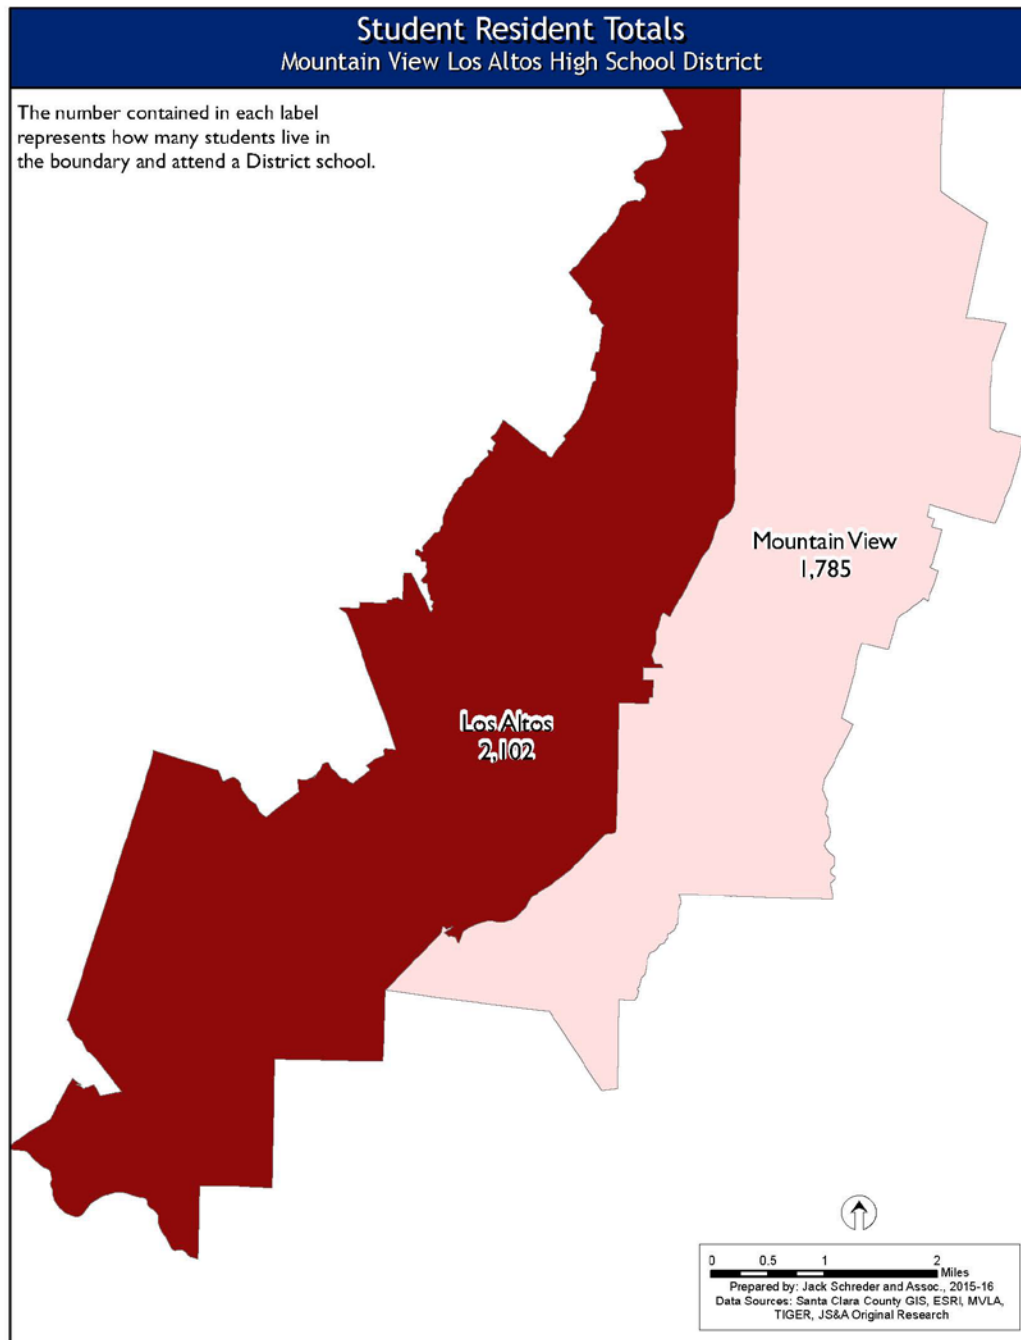 Student Resident Totals
Mountain View Los Altos High School District
The number contained in each label
represents how many students live in
the boundary and attend a District school.
Mountain View
1,785
Los Altos
2,102
0 0.5 1 2
Miles
Prepared by: Jack Schreder and Assoc., 2015-16
Data Sources: Santa Clara County GIS, ESRI, MVLA,
TIGER, JS&A Original Research